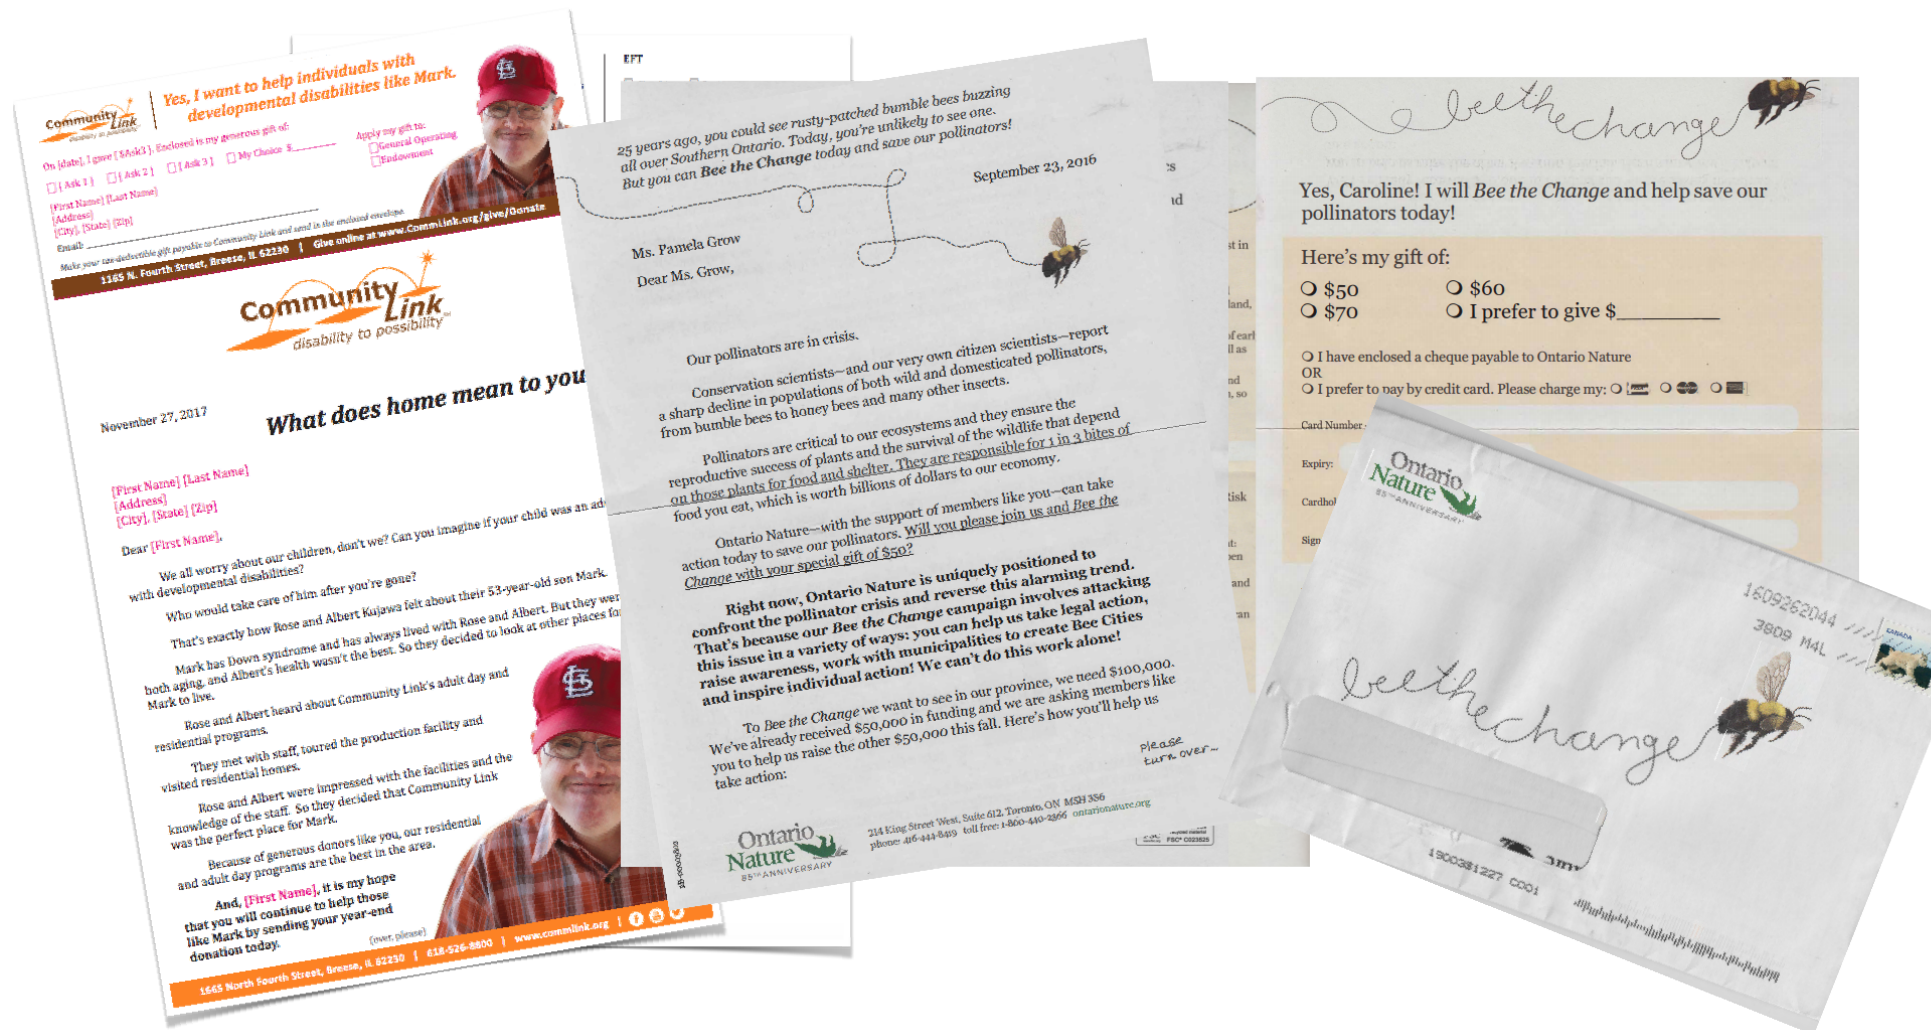 Community Link
disability to possibility
Yes, I want to help individuals with
developmental disabilities like Mark.
On [date], I gave [ $Ask3 ]. Enclosed is my generous gift of:
[ Ask 1 ] [ Ask 2 ] [ Ask 3 ] My Choice $
Apply my gift to:
General Operating
Endowment
[First Name] [Last Name]
[Address]
[City], [State] [Zip]
Email:
Make your tax-deductible gift payable to Community Link and send in the enclosed envelope.
1165 N. Fourth Street, Breese, IL 62230 | Give online at www.CommLink.org/give/Donate
Community Link
disability to possibility
November 27, 2017
What does home mean to you
[First Name] [Last Name]
[Address]
[City], [State] [Zip]
Dear [First Name],
We all worry about our children, don't we? Can you imagine if your child was an
with developmental disabilities?
Who would take care of him after you're gone?
That's exactly how Rose and Albert Kujawa felt about their 53-year-old son Mark.
Mark has Down syndrome and has always lived with Rose and Albert. But they
both aging, and Albert's health wasn't the best. So they decided to look at other places
Mark to live.
Rose and Albert heard about Community Link's adult day and
residential programs.
They met with staff, toured the production facility and
visited residential homes.
Rose and Albert were impressed with the facilities and the
knowledge of the staff. So they decided that Community Link
was the perfect place for Mark.
Because of generous donors like you, our residential
and adult day programs are the best in the area.
And, [First Name], it is my hope
that you will continue to help those
like Mark by sending your year-end
donation today.
(over, please)
1665 North Fourth Street, Breese, IL 62230 | 618-526-8800 | www.commlink.org |
EFT
25 years ago, you could see rusty-patched bumble bees buzzing
all over Southern Ontario. Today, you're unlikely to see one.
But you can Bee the Change today and save our pollinators!
September 23, 2016
Ms. Pamela Grow
Dear Ms. Grow,
Our pollinators are in crisis.
Conservation scientists—and our very own citizen scientists—report
a sharp decline in populations of both wild and domesticated pollinators,
from bumble bees to honey bees and many other insects.
Pollinators are critical to our ecosystems and they ensure the
reproductive success of plants and the survival of the wildlife that depend
on those plants for food and shelter. They are responsible for 1 in 3 bites of
food you eat, which is worth billions of dollars to our economy.
Ontario Nature—with the support of members like you—can take
action today to save our pollinators. Will you please join us and Bee the
Change with your special gift of $50?
Right now, Ontario Nature is uniquely positioned to
confront the pollinator crisis and reverse this alarming trend.
That's because our Bee the Change campaign involves attacking
this issue in a variety of ways: you can help us take legal action,
raise awareness, work with municipalities to create Bee Cities
and inspire individual action! We can't do this work alone!
To Bee the Change we want to see in our province, we need $100,000.
We've already received $50,000 in funding and we are asking members like
you to help us raise the other $50,000 this fall. Here's how you'll help us
take action:
please
turn over~
Ontario
Nature
85TH ANNIVERSARY
214 King Street West, Suite 612, Toronto, ON M5H 3S6
phone: 416-444-8419 toll free: 1-800-440-2366 ontarionature.org
FSC® C023525
bee the change
Yes, Caroline! I will Bee the Change and help save our
pollinators today!
Here's my gift of:
$50 $60
$70 I prefer to give $
I have enclosed a cheque payable to Ontario Nature
OR
I prefer to pay by credit card. Please charge my:
Card Number
Expiry:
Ontario
Nature
85TH ANNIVERSARY
1609262044
3809 M4L
CANADA
bee the change
1900381227 C001